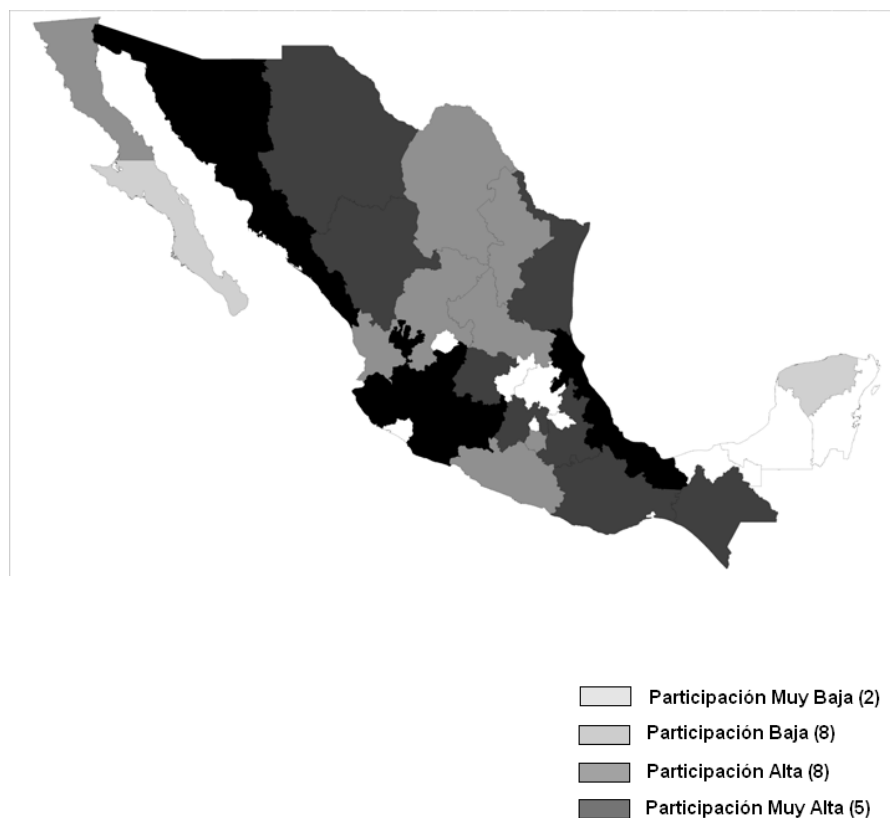 Participación Muy Baja (2)
Participación Baja (8)
Participación Alta (8)
Participación Muy Alta (5)